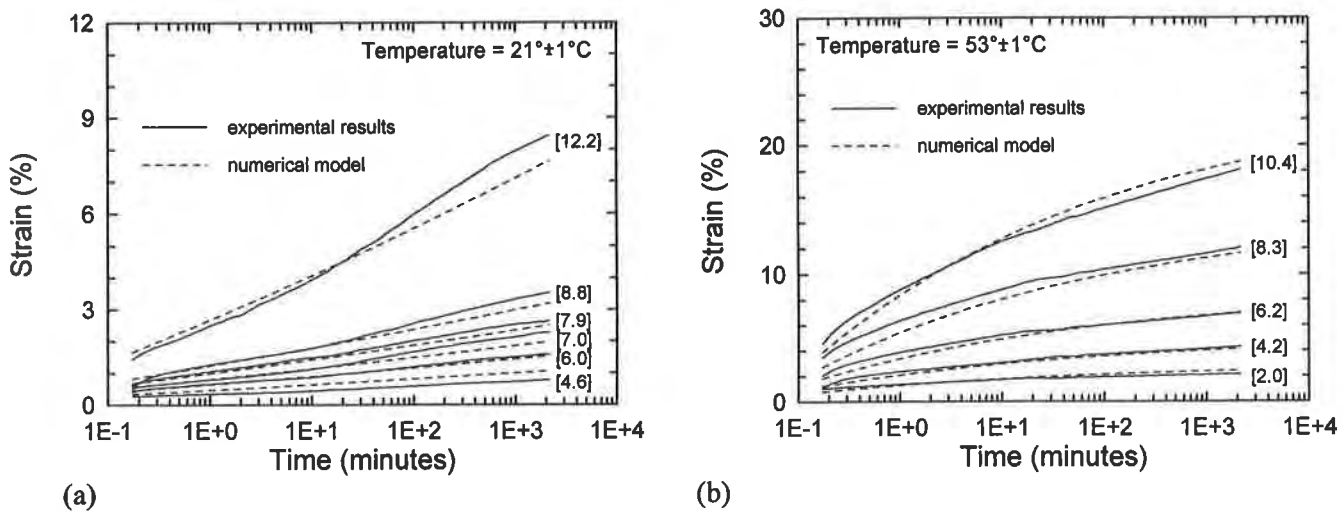 12
9
6
3
0
Strain (%)
Temperature = 21°±1°C
experimental results
numerical model
[12.2]
[8.8]
[7.9]
[7.0]
[6.0]
[4.6]
1E-1 1E+0 1E+1 1E+2 1E+3 1E+4
Time (minutes)
(a)
30
20
10
0
Strain (%)
Temperature = 53°±1°C
experimental results
numerical model
[10.4]
[8.3]
[6.2]
[4.2]
[2.0]
1E-1 1E+0 1E+1 1E+2 1E+3 1E+4
Time (minutes)
(b)